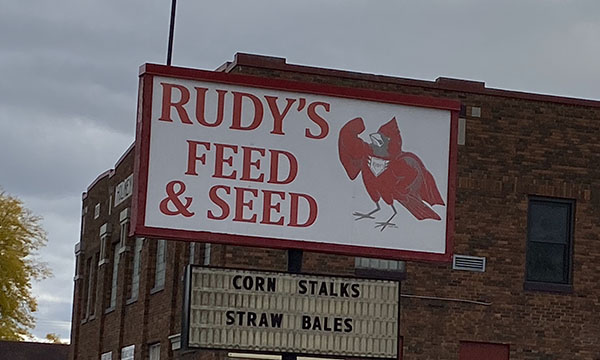 RUDY'S
FEED
& SEED
CORN STALKS
STRAW BALES